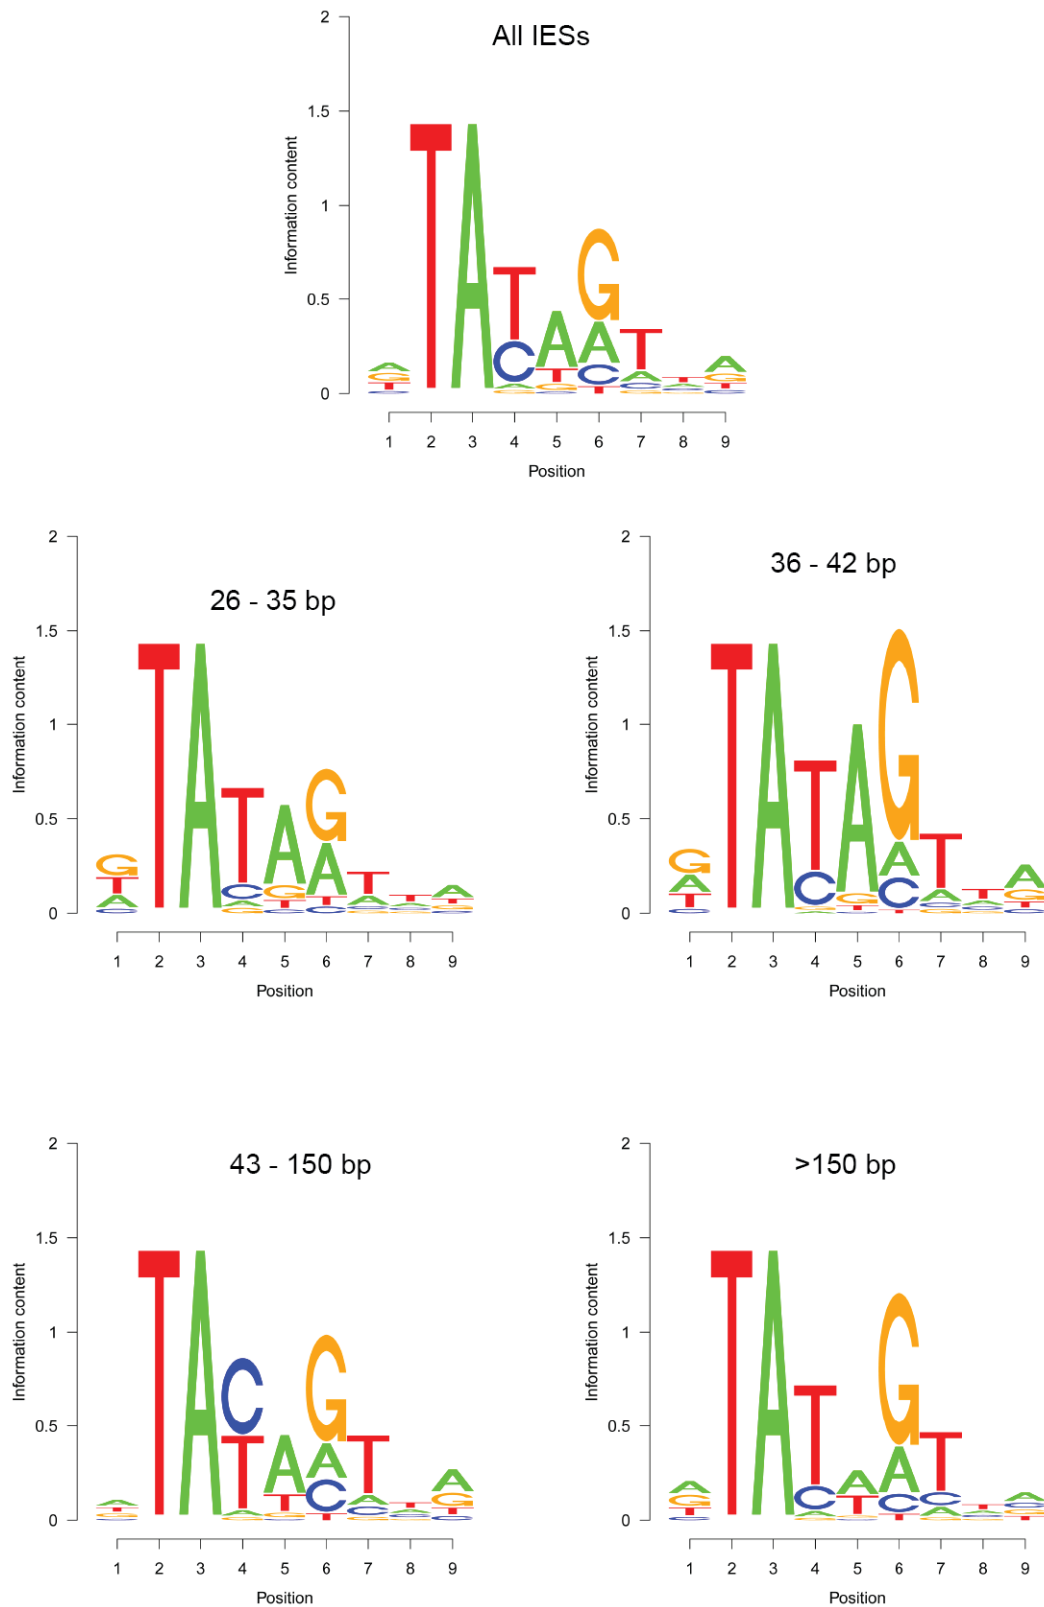 All IESs
2
1.5
1
0.5
0
Information content
A G T C
T
A
T C A G
A T G C
G A C T
T A C G
T A C G
A G T C
1 2 3 4 5 6 7 8 9
Position
26 - 35 bp
2
1.5
1
0.5
0
Information content
G T A C
T
A
T C A G
A G T C
G A T C
T A C G
T A C G
A T G C
1 2 3 4 5 6 7 8 9
Position
36 - 42 bp
2
1.5
1
0.5
0
Information content
G A T C
T
A
T C G A
A G T C
G A C T
T A C G
T A C G
A G T C
1 2 3 4 5 6 7 8 9
Position
43 - 150 bp
2
1.5
1
0.5
0
Information content
A T G C
T
A
C T A G
A T G C
G A C T
T A C G
T A C G
A G T C
1 2 3 4 5 6 7 8 9
Position
>150 bp
2
1.5
1
0.5
0
Information content
A G T C
T
A
T C A G
A T G C
G A C T
T C A G
T A C G
A C G T
1 2 3 4 5 6 7 8 9
Position